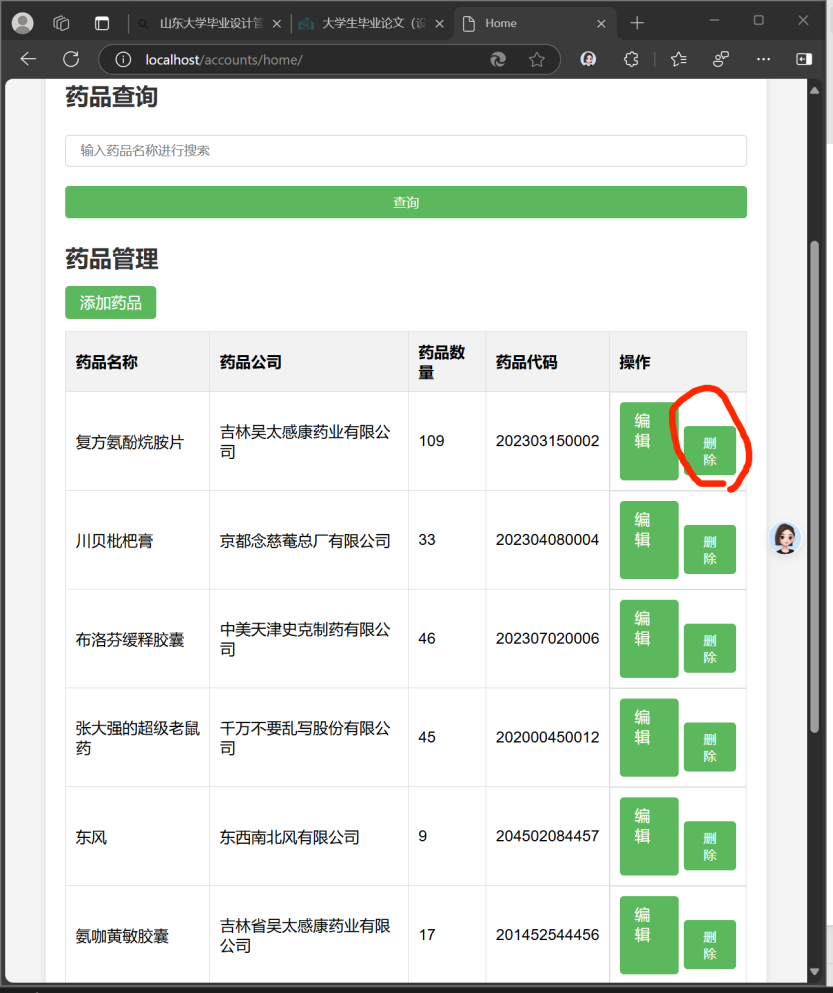 山东大学毕业设计管
大学生毕业论文（设
Home
localhost/accounts/home/
药品查询
输入药品名称进行搜索
查询
药品管理
添加药品
药品名称
药品公司
药品数
量
药品代码
操作
复方氨酚烷胺片
吉林吴太感康药业有限公
司
109
202303150002
编
辑
删
除
川贝枇杷膏
京都念慈菴总厂有限公司
33
202304080004
编
辑
删
除
布洛芬缓释胶囊
中美天津史克制药有限公
司
46
202307020006
编
辑
删
除
张大强的超级老鼠
药
千万不要乱写股份有限公
司
45
202000450012
编
辑
删
除
东风
东西南北风有限公司
9
204502084457
编
辑
删
除
氨咖黄敏胶囊
吉林省吴太感康药业有限
公司
17
201452544456
编
辑
删
除